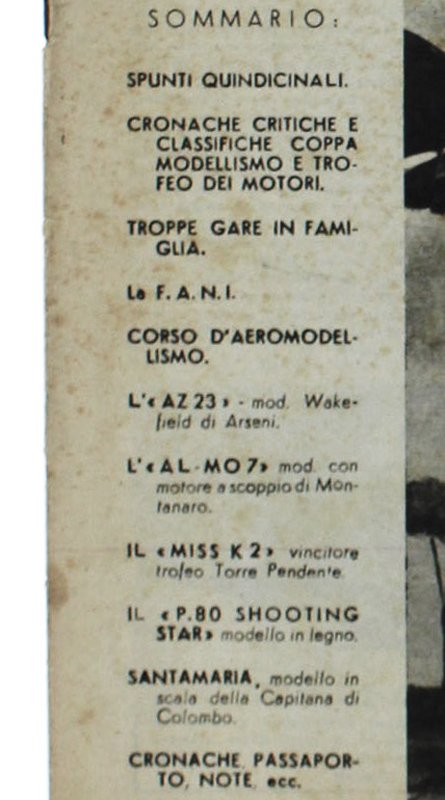 SOMMARIO:
SPUNTI QUINDICINALI.
CRONACHE CRITICHE E
CLASSIFICHE COPPA
MODELLISMO E TRO-
FEO DEI MOTORI.
TROPPE GARE IN FAMI-
GLIA.
La F.A.N.I.
CORSO D'AEROMODEL-
LISMO.
L'« AZ 23 » - mod. Wake-
field di Arseni.
L'« AL-MO 7» mod. con
motore a scoppio di Mon-
tanaro.
IL «MISS K 2» vincitore
trofeo Torre Pendente.
IL «P.80 SHOOTING
STAR» modello in legno.
SANTAMARIA, modello in
scala della Capitana di
Colombo.
CRONACHE, PASSAPOR-
TO, NOTE, ecc.